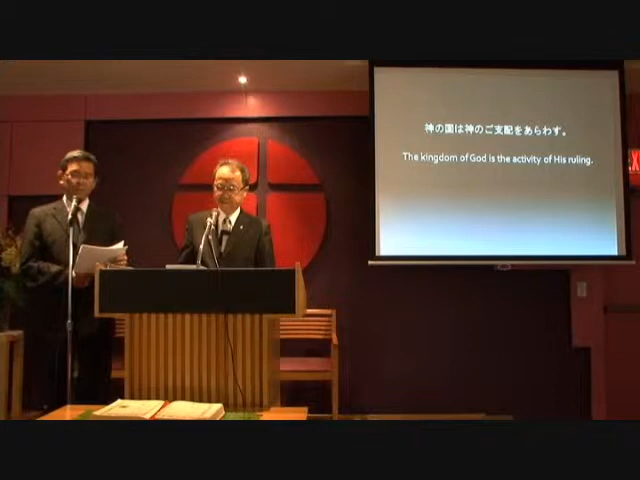 神の国は神のご支配をあらわす。
The kingdom of God is the activity of His ruling.